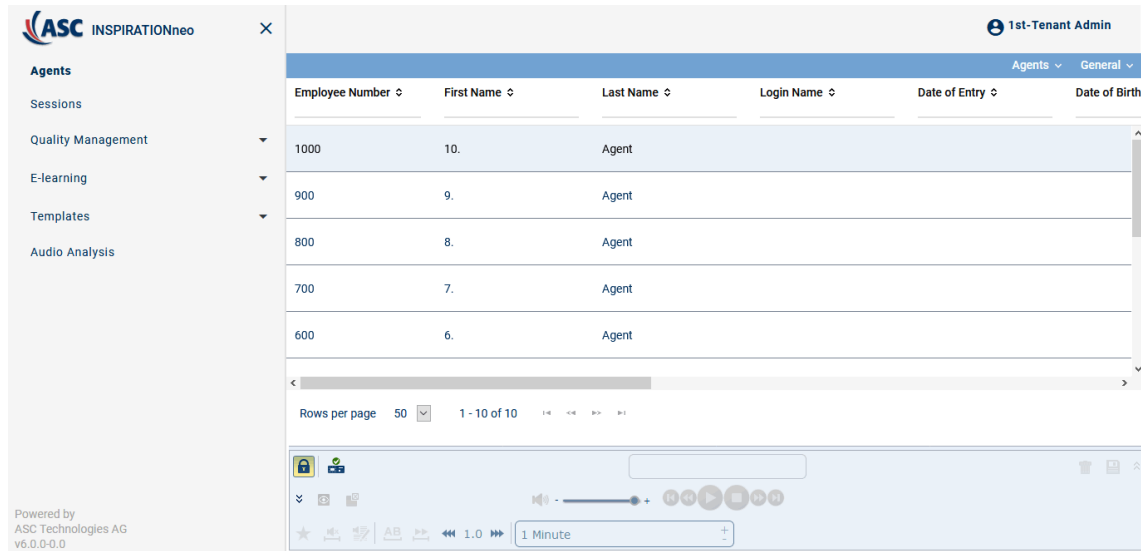 ASC INSPIRATIONneo
1st-Tenant Admin
Agents
Sessions
Quality Management
E-learning
Templates
Audio Analysis
Powered by
ASC Technologies AG
v6.0.0-0.0
Agents General
Employee Number First Name Last Name Login Name Date of Entry Date of Birth
1000 10. Agent
900 9. Agent
800 8. Agent
700 7. Agent
600 6. Agent
Rows per page 50 1 - 10 of 10
- +
AB 1.0 1 Minute + -